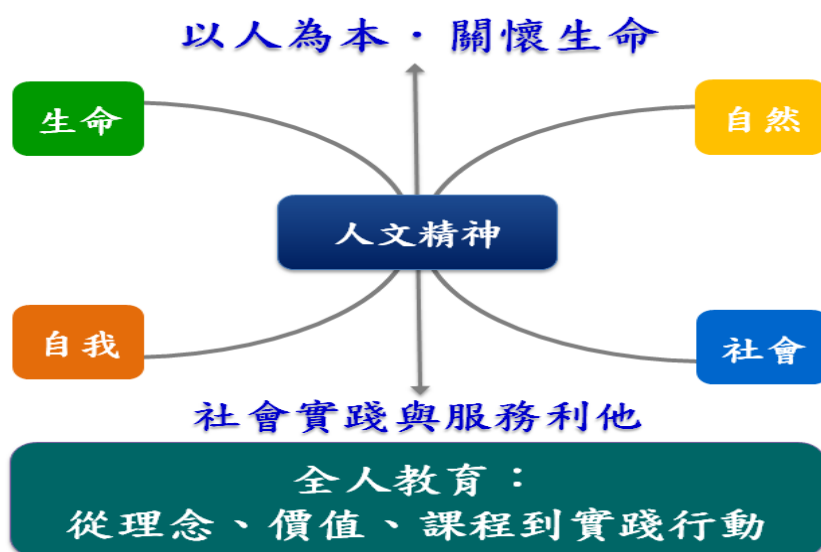 以人為本．關懷生命
生命
自然
人文精神
自我
社會
社會實踐與服務利他
全人教育：
從理念、價值、課程到實踐行動